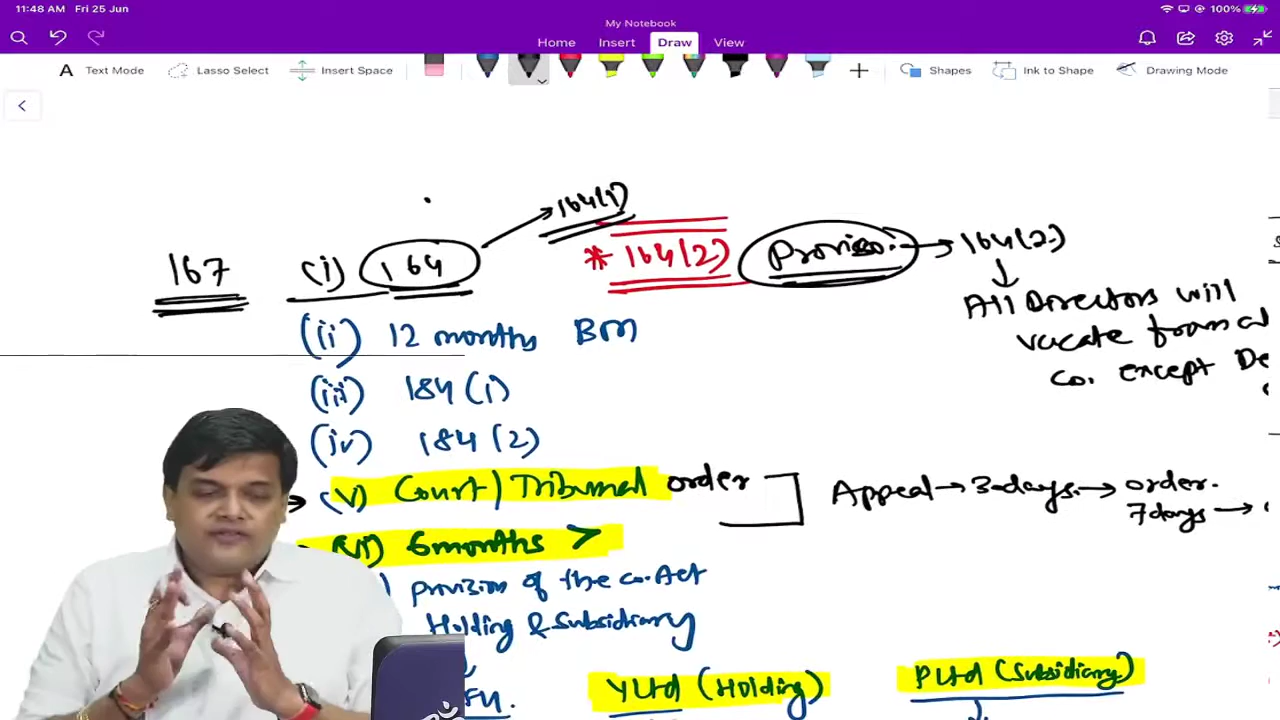 11:48 AM Fri 25 Jun
100%
My Notebook
Home Insert Draw View
Text Mode Lasso Select Insert Space Shapes Ink to Shape Drawing Mode
164(1)
167 (i) 164 * 164(2) Proviso. 164(2)
All Directors will
vacate from
co. except De
(ii) 12 months BM
(iii) 184 (1)
(iv) 184 (2)
(v) Court / Tribunal order
Appeal → 30days. → order.
7days →
(vi) 6months >
provision of the co. Act
Holding & Subsidiary
Y Ltd (Holding) P Ltd (Subsidiary)